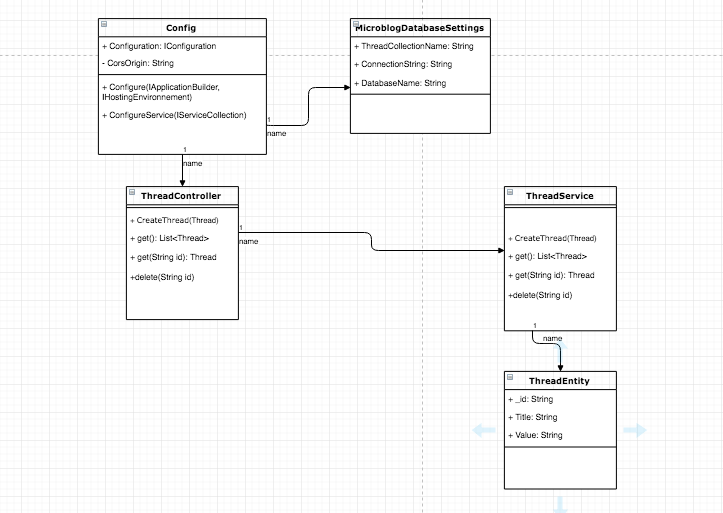 Config
+ Configuration: IConfiguration
- CorsOrigin: String
+ Configure(IApplicationBuilder,
IHostingEnvironnement)
+ ConfigureService(IServiceCollection)
1
name
1
name
MicroblogDatabaseSettings
+ ThreadCollectionName: String
+ ConnectionString: String
+ DatabaseName: String
ThreadController
+ CreateThread(Thread)
+ get(): List<Thread>
+ get(String id): Thread
+delete(String id)
1
name
ThreadService
+ CreateThread(Thread)
+ get(): List<Thread>
+ get(String id): Thread
+delete(String id)
1
name
ThreadEntity
+ _id: String
+ Title: String
+ Value: String